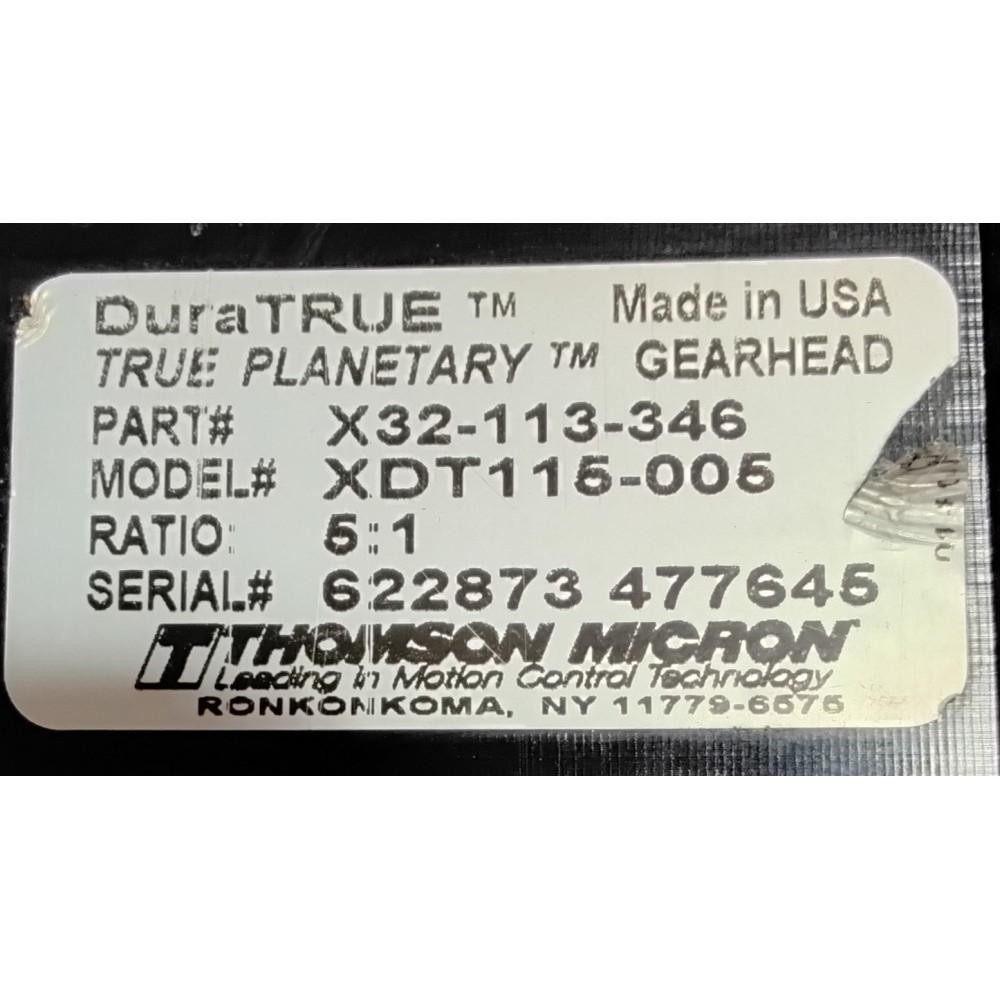 DuraTRUE ™ Made in USA
TRUE PLANETARY ™ GEARHEAD
PART# X32-113-346
MODEL# XDT115-005
RATIO: 5:1
SERIAL# 622873 477645
T THOMSON MICRON
Leading in Motion Control Technology
RONKONKOMA, NY 11779-6575